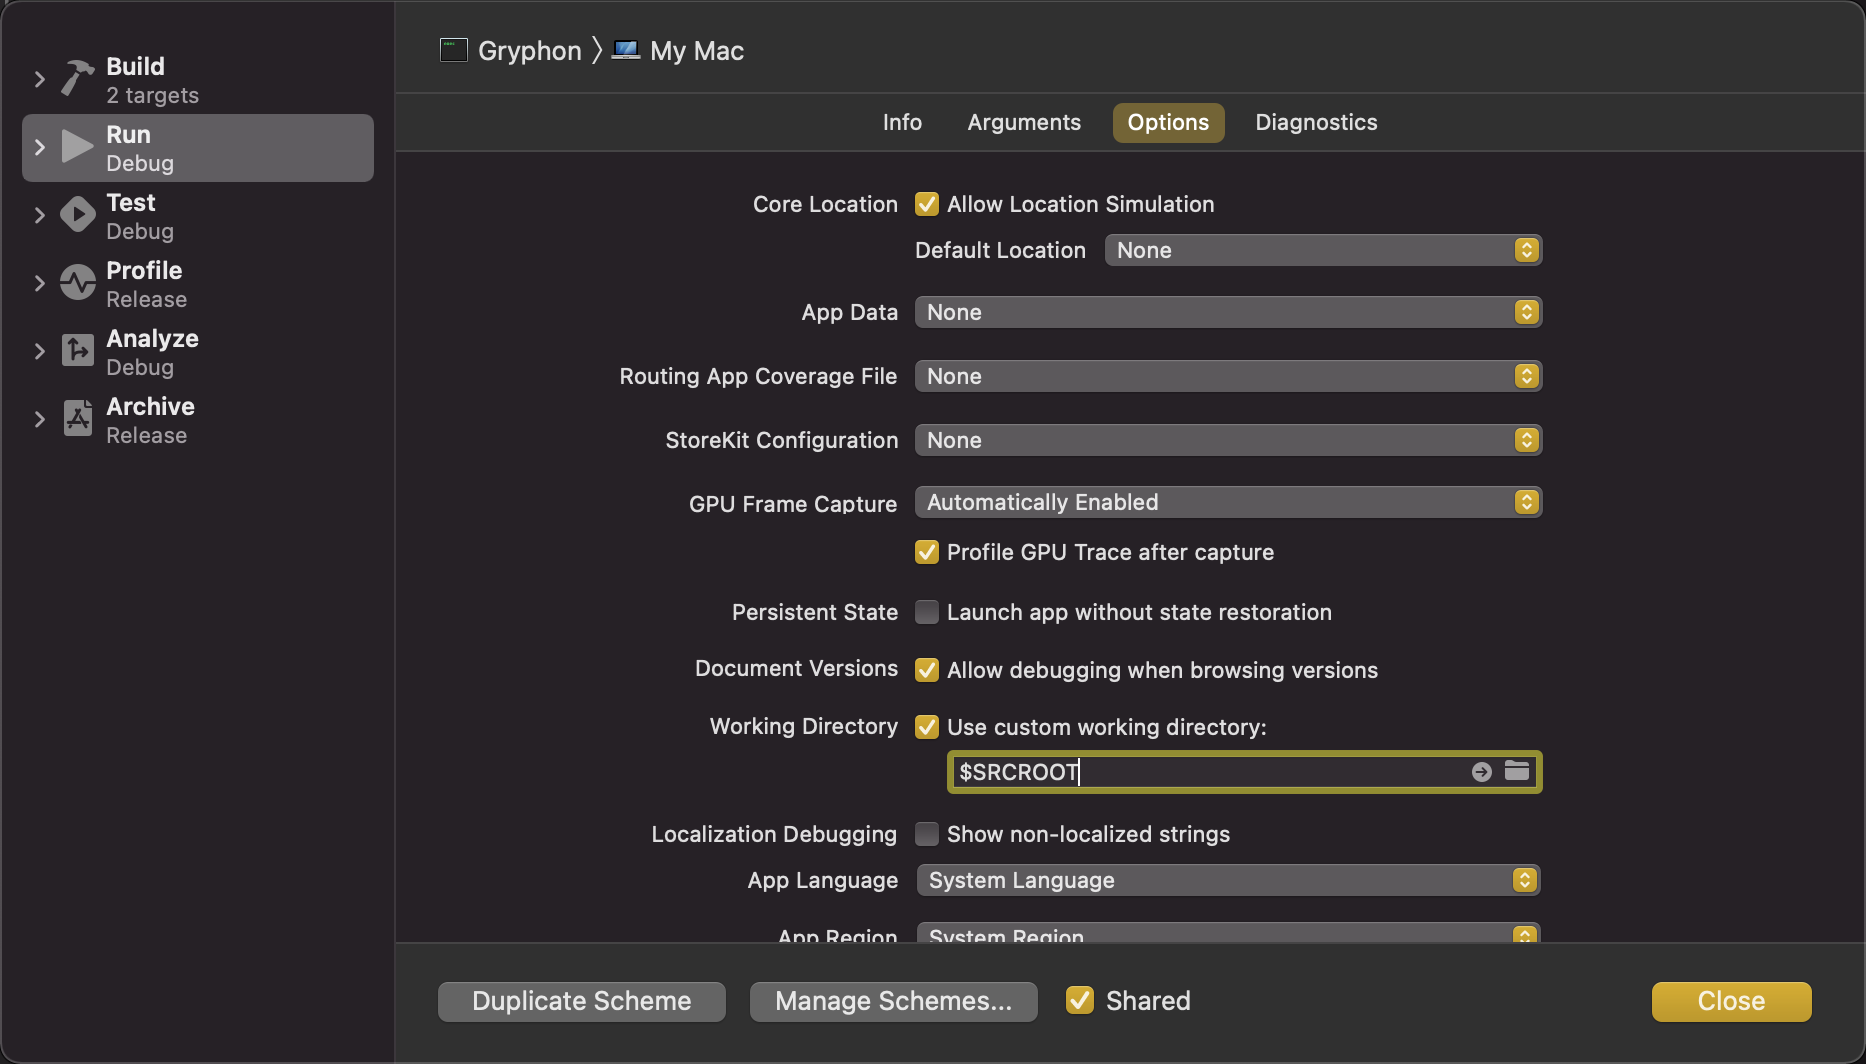 Build
2 targets
Run
Debug
Test
Debug
Profile
Release
Analyze
Debug
Archive
Release
Gryphon 〉 My Mac
Info Arguments Options Diagnostics
Core Location Allow Location Simulation
Default Location None
App Data None
Routing App Coverage File None
StoreKit Configuration None
GPU Frame Capture Automatically Enabled
Profile GPU Trace after capture
Persistent State Launch app without state restoration
Document Versions Allow debugging when browsing versions
Working Directory Use custom working directory:
$SRCROOT
Localization Debugging Show non-localized strings
App Language System Language
App Region System Region
Duplicate Scheme Manage Schemes... Shared Close